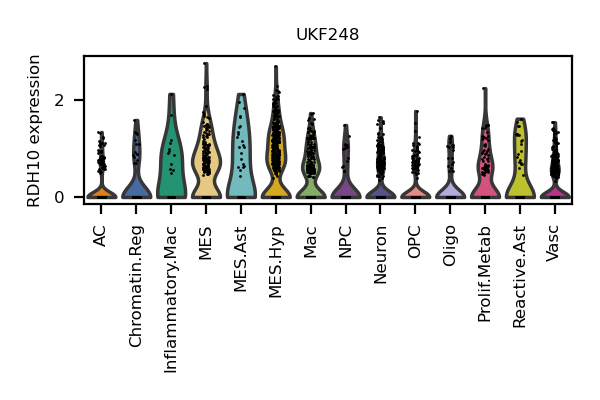 UKF248
RDH10 expression
2
0
AC
Chromatin.Reg
Inflammatory.Mac
MES
MES.Ast
MES.Hyp
Mac
NPC
Neuron
OPC
Oligo
Prolif.Metab
Reactive.Ast
Vasc